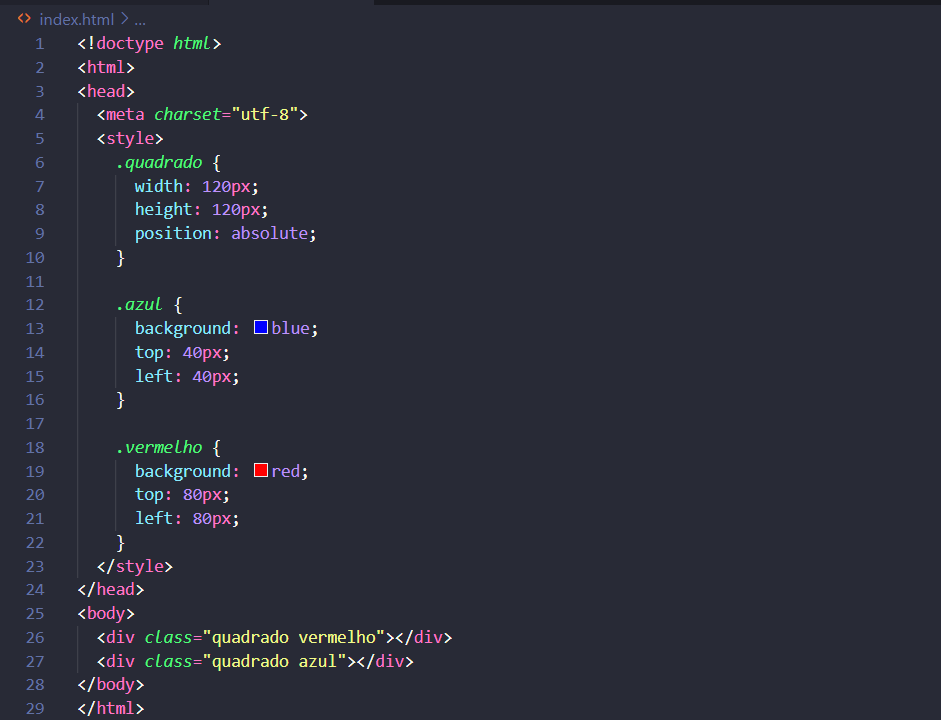 index.html > ...
1 <!doctype html>
2 <html>
3 <head>
4 <meta charset="utf-8">
5 <style>
6 .quadrado {
7 width: 120px;
8 height: 120px;
9 position: absolute;
10 }
11
12 .azul {
13 background: blue;
14 top: 40px;
15 left: 40px;
16 }
17
18 .vermelho {
19 background: red;
20 top: 80px;
21 left: 80px;
22 }
23 </style>
24 </head>
25 <body>
26 <div class="quadrado vermelho"></div>
27 <div class="quadrado azul"></div>
28 </body>
29 </html>